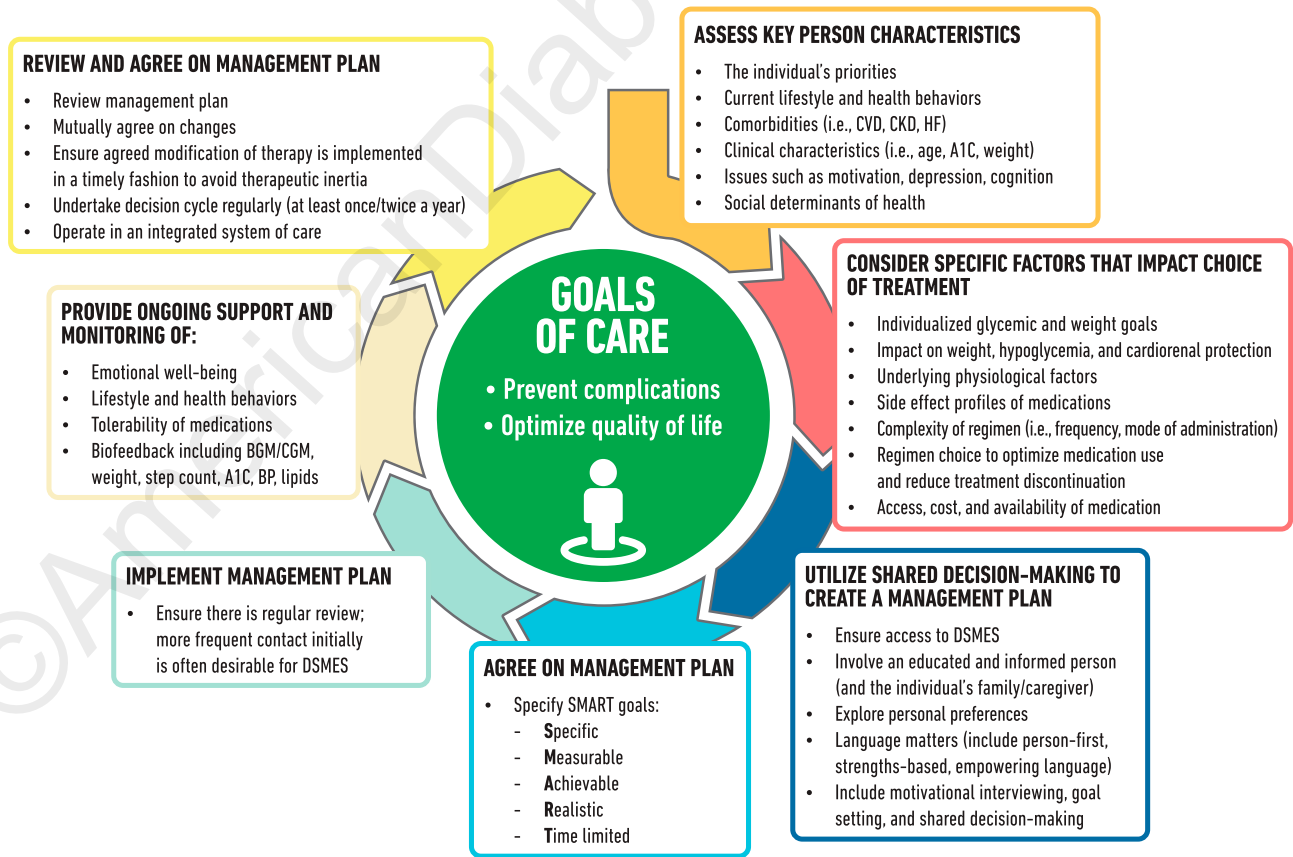 ©AmericanDiab
ASSESS KEY PERSON CHARACTERISTICS
• The individual's priorities
• Current lifestyle and health behaviors
• Comorbidities (i.e., CVD, CKD, HF)
• Clinical characteristics (i.e., age, A1C, weight)
• Issues such as motivation, depression, cognition
• Social determinants of health
CONSIDER SPECIFIC FACTORS THAT IMPACT CHOICE
OF TREATMENT
• Individualized glycemic and weight goals
• Impact on weight, hypoglycemia, and cardiorenal protection
• Underlying physiological factors
• Side effect profiles of medications
• Complexity of regimen (i.e., frequency, mode of administration)
• Regimen choice to optimize medication use
and reduce treatment discontinuation
• Access, cost, and availability of medication
UTILIZE SHARED DECISION-MAKING TO
CREATE A MANAGEMENT PLAN
• Ensure access to DSMES
• Involve an educated and informed person
(and the individual's family/caregiver)
• Explore personal preferences
• Language matters (include person-first,
strengths-based, empowering language)
• Include motivational interviewing, goal
setting, and shared decision-making
AGREE ON MANAGEMENT PLAN
• Specify SMART goals:
- Specific
- Measurable
- Achievable
- Realistic
- Time limited
IMPLEMENT MANAGEMENT PLAN
• Ensure there is regular review;
more frequent contact initially
is often desirable for DSMES
PROVIDE ONGOING SUPPORT AND
MONITORING OF:
• Emotional well-being
• Lifestyle and health behaviors
• Tolerability of medications
• Biofeedback including BGM/CGM,
weight, step count, A1C, BP, lipids
REVIEW AND AGREE ON MANAGEMENT PLAN
• Review management plan
• Mutually agree on changes
• Ensure agreed modification of therapy is implemented
in a timely fashion to avoid therapeutic inertia
• Undertake decision cycle regularly (at least once/twice a year)
• Operate in an integrated system of care
GOALS
OF CARE
• Prevent complications
• Optimize quality of life